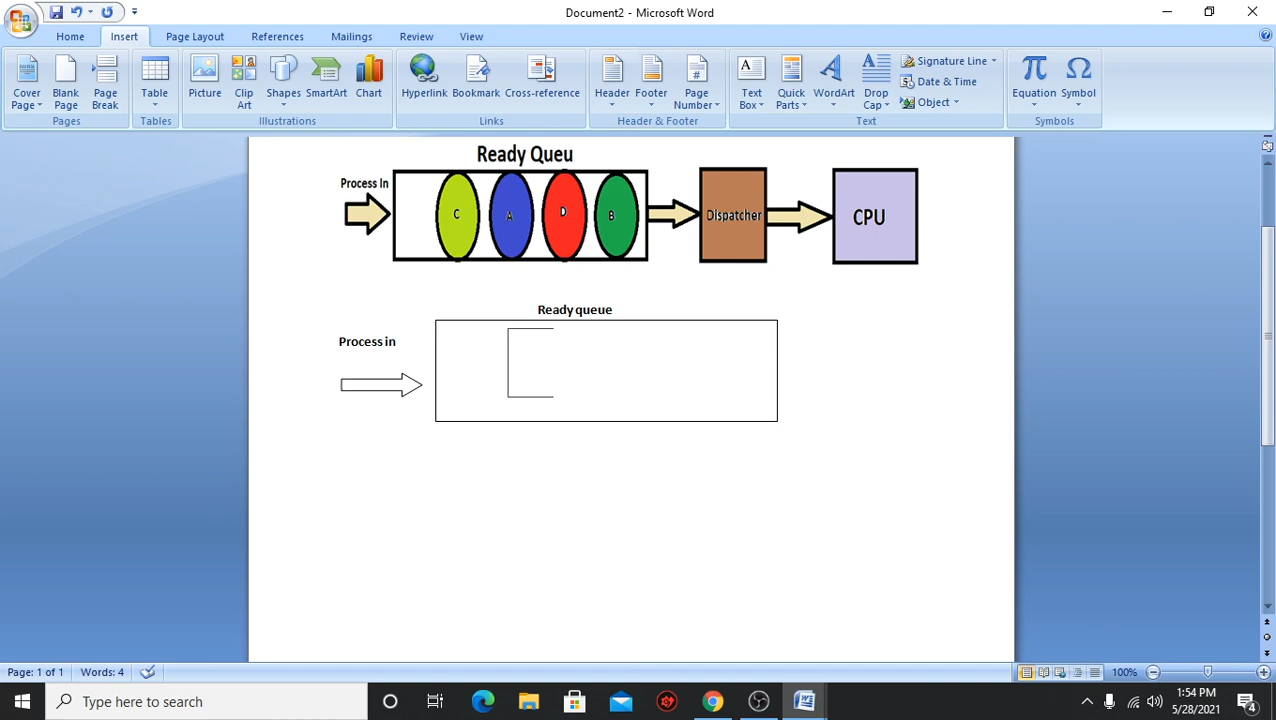 Document2 - Microsoft Word
Home Insert Page Layout References Mailings Review View
Cover Page
Blank Page
Page Break
Table
Picture
Clip Art
Shapes
SmartArt
Chart
Hyperlink
Bookmark
Cross-reference
Header
Footer
Page Number
Text Box
Quick Parts
WordArt
Drop Cap
Signature Line
Date & Time
Object
Equation
Symbol
Pages Tables Illustrations Links Header & Footer Text Symbols
Ready Queu
Process In
C A D B
Dispatcher
CPU
Ready queue
Process in
Page: 1 of 1 Words: 4 100%
Type here to search
1:54 PM
5/28/2021
4